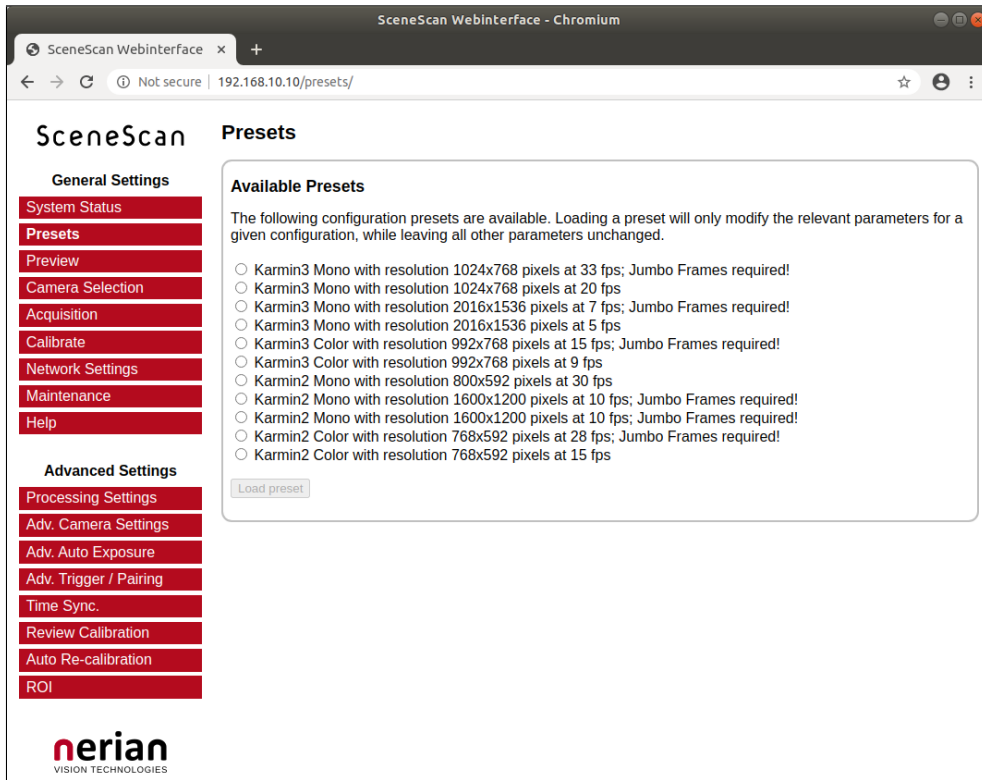 SceneScan Webinterface - Chromium
SceneScan Webinterface
Not secure | 192.168.10.10/presets/
SceneScan
General Settings
System Status
Presets
Preview
Camera Selection
Acquisition
Calibrate
Network Settings
Maintenance
Help
Advanced Settings
Processing Settings
Adv. Camera Settings
Adv. Auto Exposure
Adv. Trigger / Pairing
Time Sync.
Review Calibration
Auto Re-calibration
ROI
nerian
VISION TECHNOLOGIES
Presets
Available Presets
The following configuration presets are available. Loading a preset will only modify the relevant parameters for a
given configuration, while leaving all other parameters unchanged.
Karmin3 Mono with resolution 1024x768 pixels at 33 fps; Jumbo Frames required!
Karmin3 Mono with resolution 1024x768 pixels at 20 fps
Karmin3 Mono with resolution 2016x1536 pixels at 7 fps; Jumbo Frames required!
Karmin3 Mono with resolution 2016x1536 pixels at 5 fps
Karmin3 Color with resolution 992x768 pixels at 15 fps; Jumbo Frames required!
Karmin3 Color with resolution 992x768 pixels at 9 fps
Karmin2 Mono with resolution 800x592 pixels at 30 fps
Karmin2 Mono with resolution 1600x1200 pixels at 10 fps; Jumbo Frames required!
Karmin2 Mono with resolution 1600x1200 pixels at 10 fps; Jumbo Frames required!
Karmin2 Color with resolution 768x592 pixels at 28 fps; Jumbo Frames required!
Karmin2 Color with resolution 768x592 pixels at 15 fps
Load preset